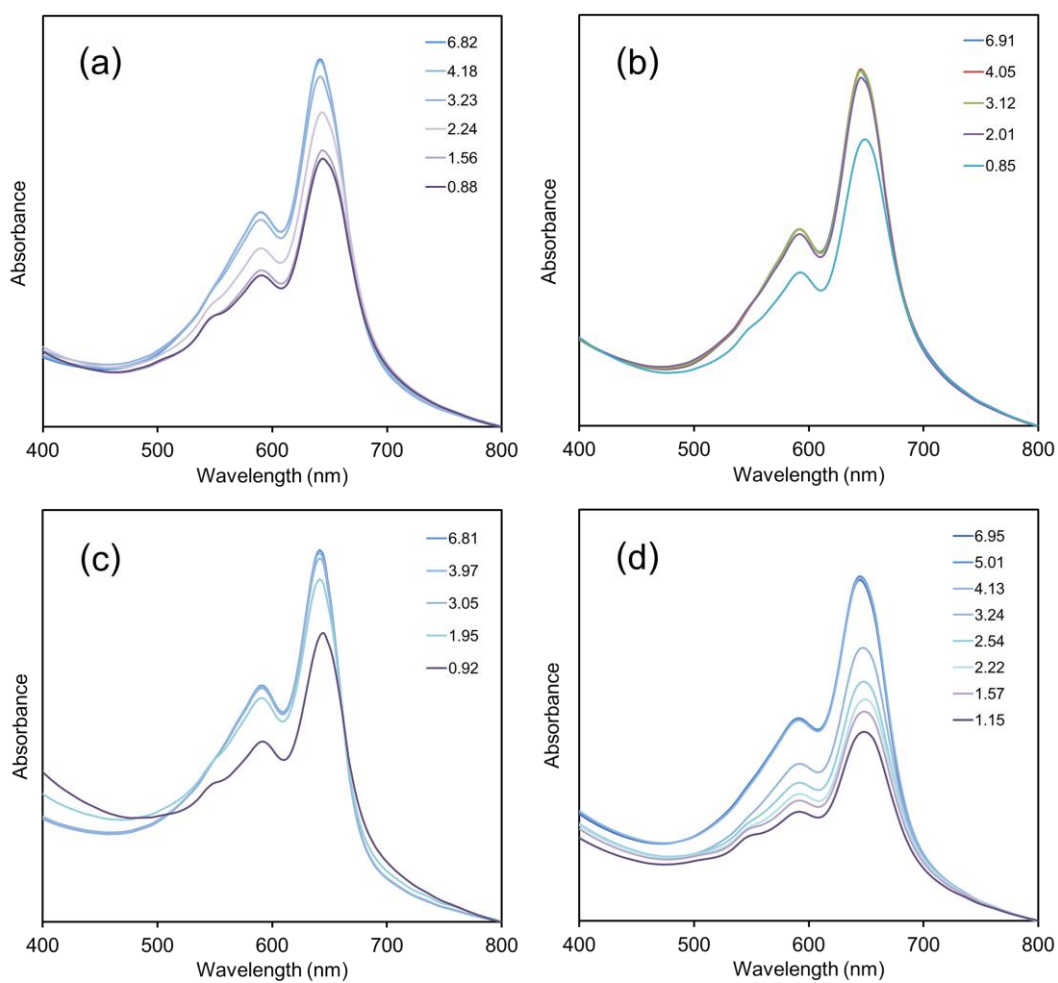 (a)
6.82
4.18
3.23
2.24
1.56
0.88
Absorbance
400 500 600 700 800
Wavelength (nm)
(b)
6.91
4.05
3.12
2.01
0.85
Absorbance
400 500 600 700 800
Wavelength (nm)
(c)
6.81
3.97
3.05
1.95
0.92
Absorbance
400 500 600 700 800
Wavelength (nm)
(d)
6.95
5.01
4.13
3.24
2.54
2.22
1.57
1.15
Absorbance
400 500 600 700 800
Wavelength (nm)